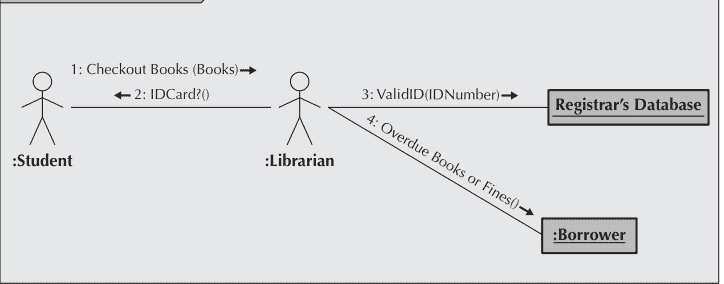 1: Checkout Books (Books)
2: IDCard?()
3: ValidID(IDNumber)
Registrar's Database
4: Overdue Books or Fines()
:Student
:Librarian
:Borrower